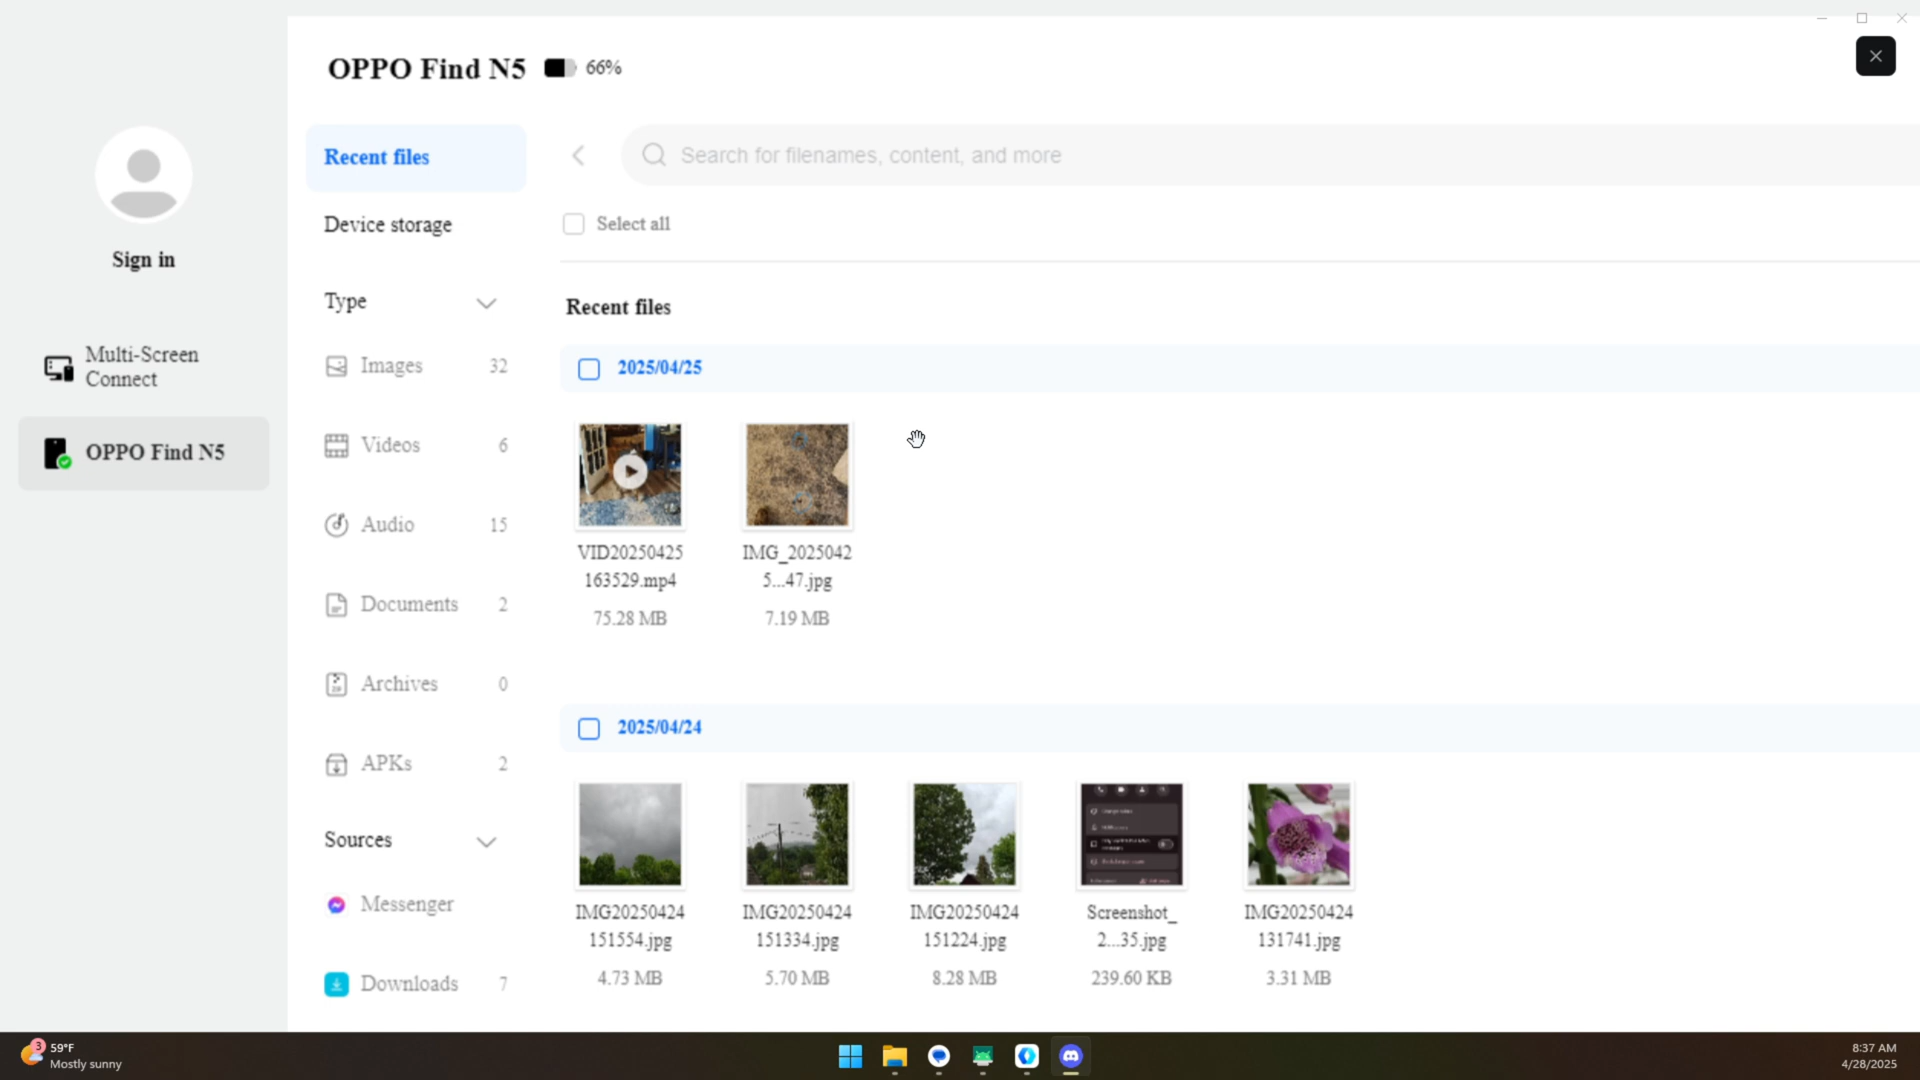 OPPO Find N5 66%
Sign in
Multi-Screen
Connect
OPPO Find N5
Recent files
Device storage
Type
Images 32
Videos 6
Audio 15
Documents 2
Archives 0
APKs 2
Sources
Messenger
Downloads 7
Search for filenames, content, and more
Select all
Recent files
2025/04/25
VID20250425
163529.mp4
75.28 MB
IMG_2025042
5...47.jpg
7.19 MB
2025/04/24
IMG20250424
151554.jpg
4.73 MB
IMG20250424
151334.jpg
5.70 MB
IMG20250424
151224.jpg
8.28 MB
Screenshot_
2...35.jpg
239.60 KB
IMG20250424
131741.jpg
3.31 MB
3
59°F
Mostly sunny
8:37 AM
4/28/2025